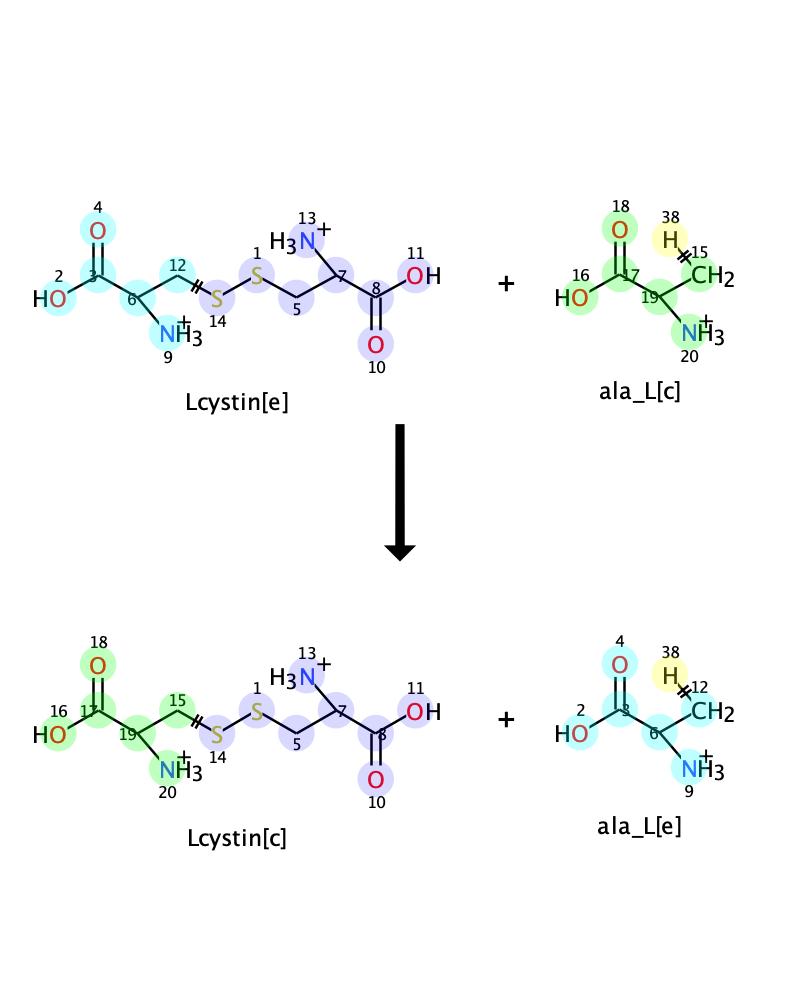 4 13 18 38
O H₃N + O H
2 3 12 1 7 8 11 16 17 15
HO 6 S S 5 OH + HO 19 CH₂
NH₃ + 14 O NH₃ +
9 10 20
Lcystin[e] ala_L[c]
18 13 4 38
O H₃N + O H
16 17 15 1 7 8 11 2 3 12
HO 19 S S 5 OH + HO 6 CH₂
NH₃ + 14 O NH₃ +
20 10 9
Lcystin[c] ala_L[e]